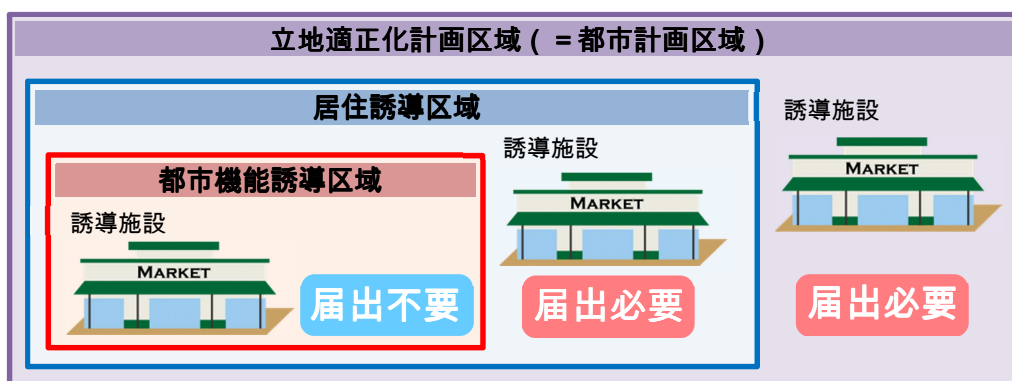 立地適正化計画区域(=都市計画区域)
居住誘導区域
誘導施設
MARKET
届出必要
誘導施設
MARKET
届出必要
都市機能誘導区域
誘導施設
MARKET
届出不要